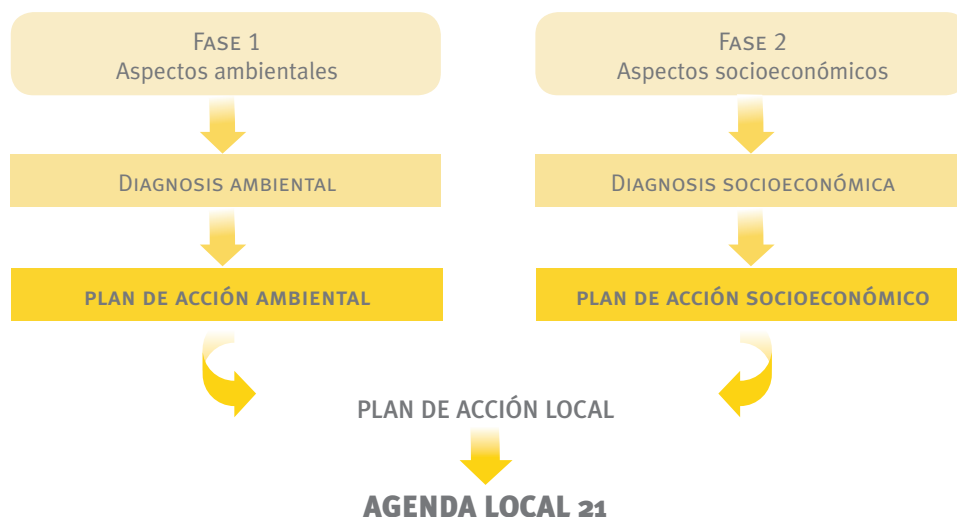 Fase 1
Aspectos ambientales
Fase 2
Aspectos socioeconómicos
Diagnosis ambiental
Diagnosis socioeconómica
plan de acción ambiental
plan de acción socioeconómico
PLAN DE ACCIÓN LOCAL
AGENDA LOCAL 21